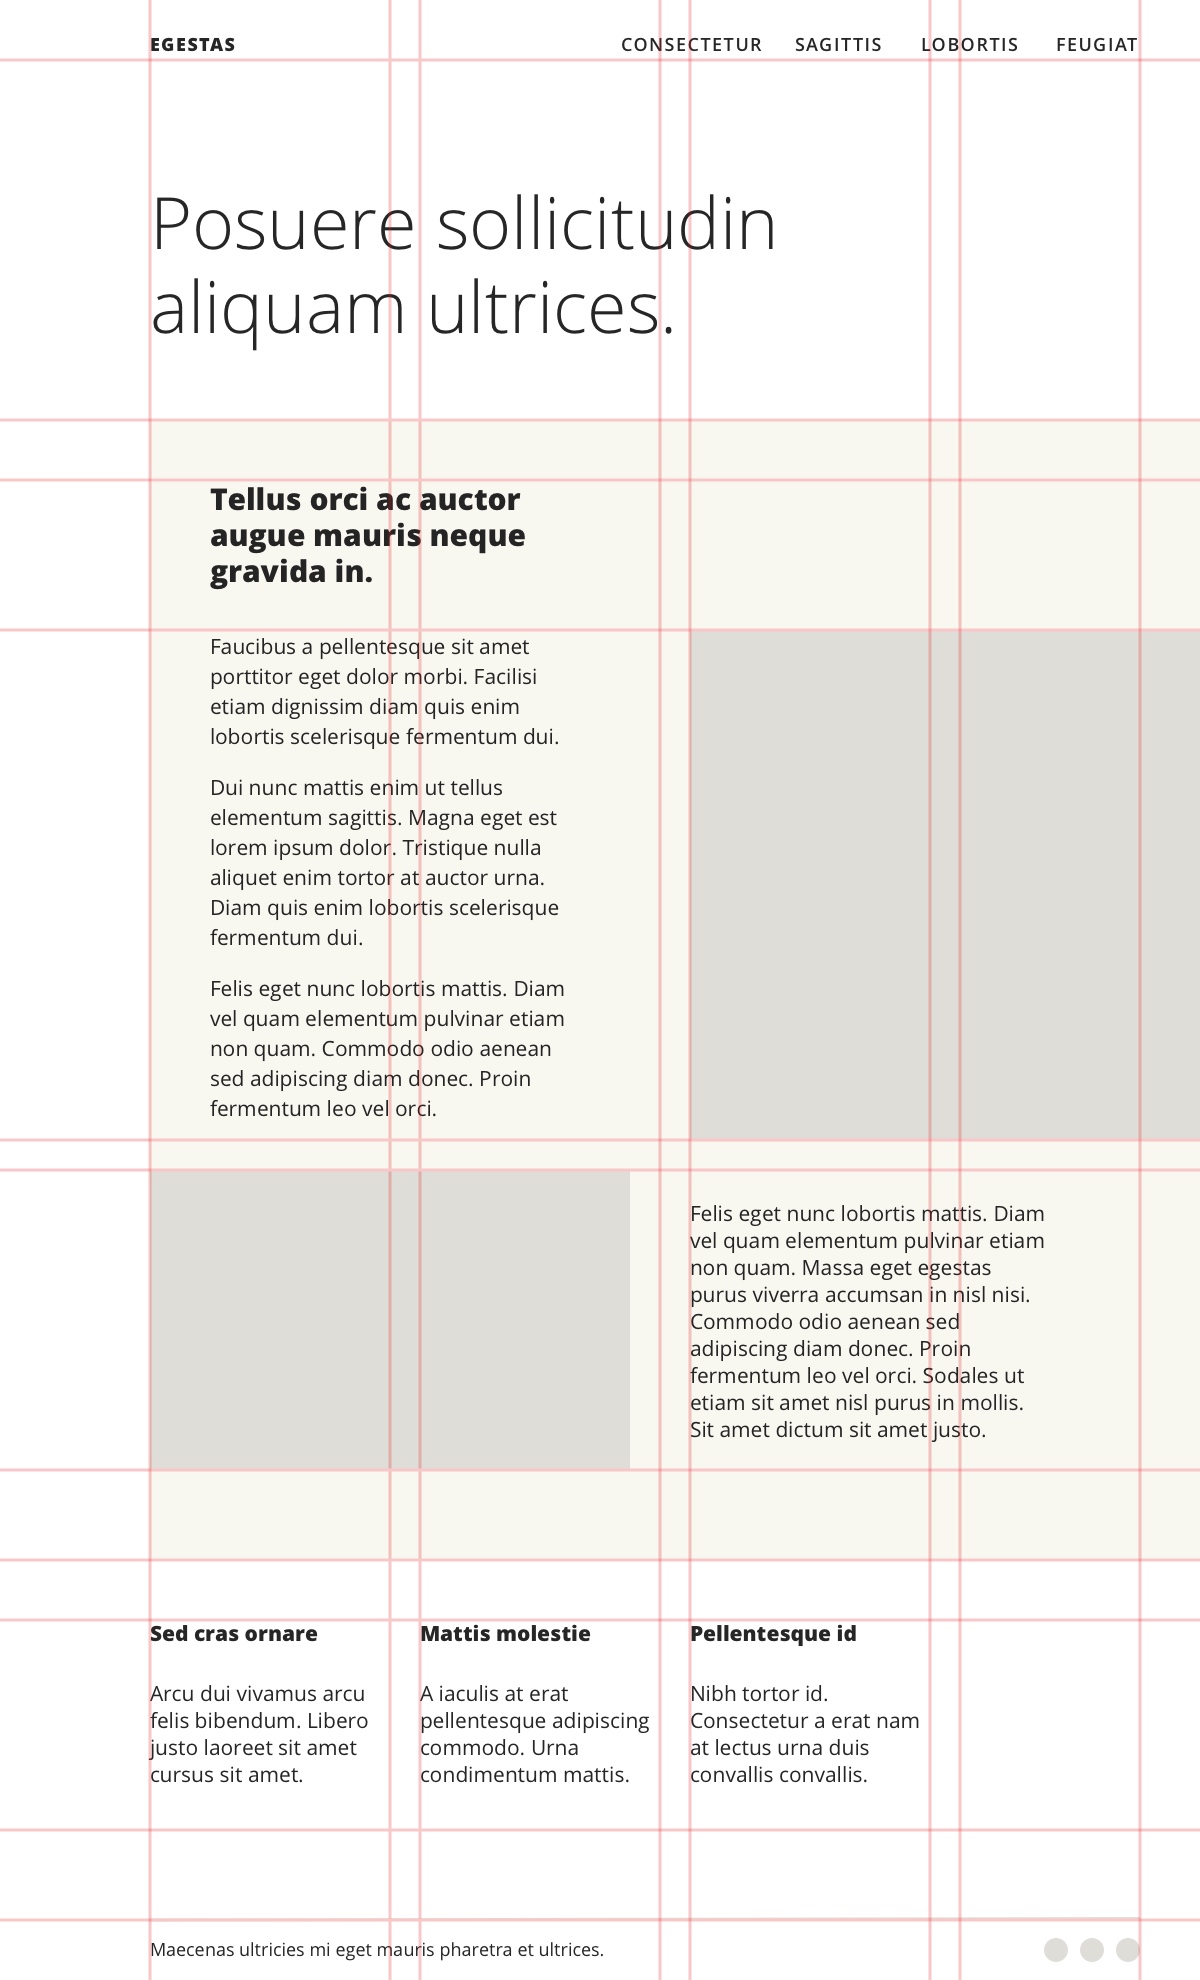 EGESTAS
CONSECTETUR SAGITTIS LOBORTIS FEUGIAT
Posuere sollicitudin
aliquam ultrices.
Tellus orci ac auctor
augue mauris neque
gravida in.
Faucibus a pellentesque sit amet
porttitor eget dolor morbi. Facilisi
etiam dignissim diam quis enim
lobortis scelerisque fermentum dui.
Dui nunc mattis enim ut tellus
elementum sagittis. Magna eget est
lorem ipsum dolor. Tristique nulla
aliquet enim tortor at auctor urna.
Diam quis enim lobortis scelerisque
fermentum dui.
Felis eget nunc lobortis mattis. Diam
vel quam elementum pulvinar etiam
non quam. Commodo odio aenean
sed adipiscing diam donec. Proin
fermentum leo vel orci.
Felis eget nunc lobortis mattis. Diam
vel quam elementum pulvinar etiam
non quam. Massa eget egestas
purus viverra accumsan in nisl nisi.
Commodo odio aenean sed
adipiscing diam donec. Proin
fermentum leo vel orci. Sodales ut
etiam sit amet nisl purus in mollis.
Sit amet dictum sit amet justo.
Sed cras ornare
Arcu dui vivamus arcu
felis bibendum. Libero
justo laoreet sit amet
cursus sit amet.
Mattis molestie
A iaculis at erat
pellentesque adipiscing
commodo. Urna
condimentum mattis.
Pellentesque id
Nibh tortor id.
Consectetur a erat nam
at lectus urna duis
convallis convallis.
Maecenas ultricies mi eget mauris pharetra et ultrices.